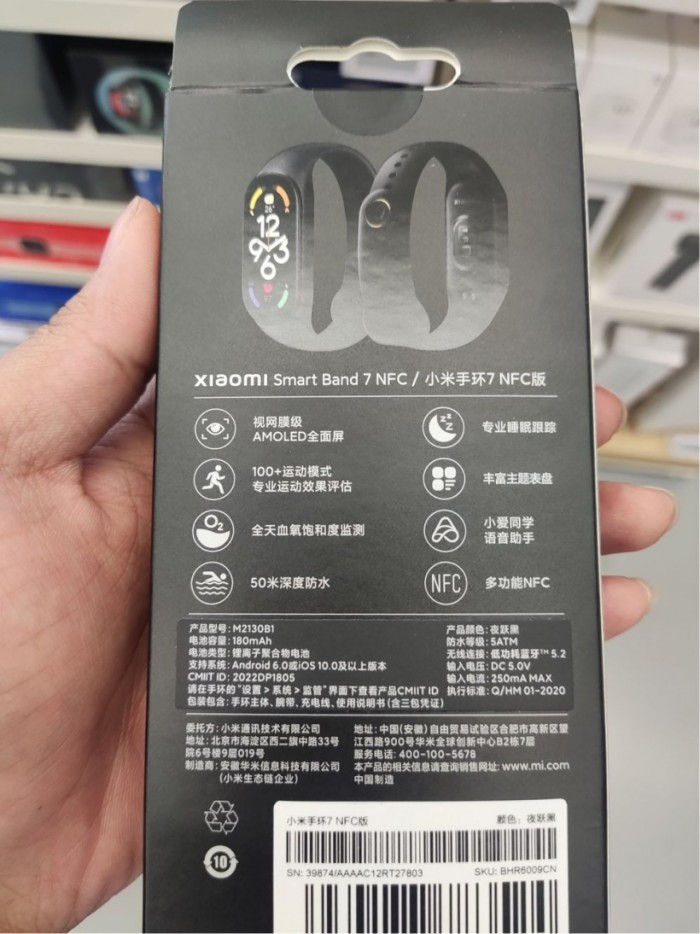 26°
12
9 3
6
57
xiaomi Smart Band 7 NFC / 小米手环7 NFC版
视网膜级
AMOLED全面屏
专业睡眠跟踪
100+运动模式
专业运动效果评估
丰富主题表盘
O₂
全天血氧饱和度监测
小爱同学
语音助手
50米深度防水
NFC
多功能NFC
产品型号: M2130B1
电池容量: 180mAh
电池类型: 锂离子聚合物电池
支持系统: Android 6.0或iOS 10.0及以上版本
CMIIT ID: 2022DP1805
请在手环的“设置 > 系统 > 监管”界面下查看产品CMIIT ID
包装包含: 手环主体、腕带、充电线、使用说明书 (含三包凭证)
产品颜色: 夜跃黑
防水等级: 5ATM
无线连接: 低功耗蓝牙™ 5.2
输入电压: DC 5.0V
输入电流: 250mA MAX
执行标准: Q/HM 01-2020
委托方: 小米通讯技术有限公司
地址: 北京市海淀区西二旗中路33号
院6号楼9层019号
制造商: 安徽华米信息科技有限公司
(小米生态链企业)
地址: 中国(安徽)自由贸易试验区合肥市高新区望
江西路900号华米全球创新中心B2栋7层
服务电话: 400-100-5678
本产品的相关信息请查询销售网址: www.mi.com
中国制造
10
小米手环7 NFC版
颜色: 夜跃黑
SN: 39874/AAAAC12RT27803
SKU: BHR6009CN